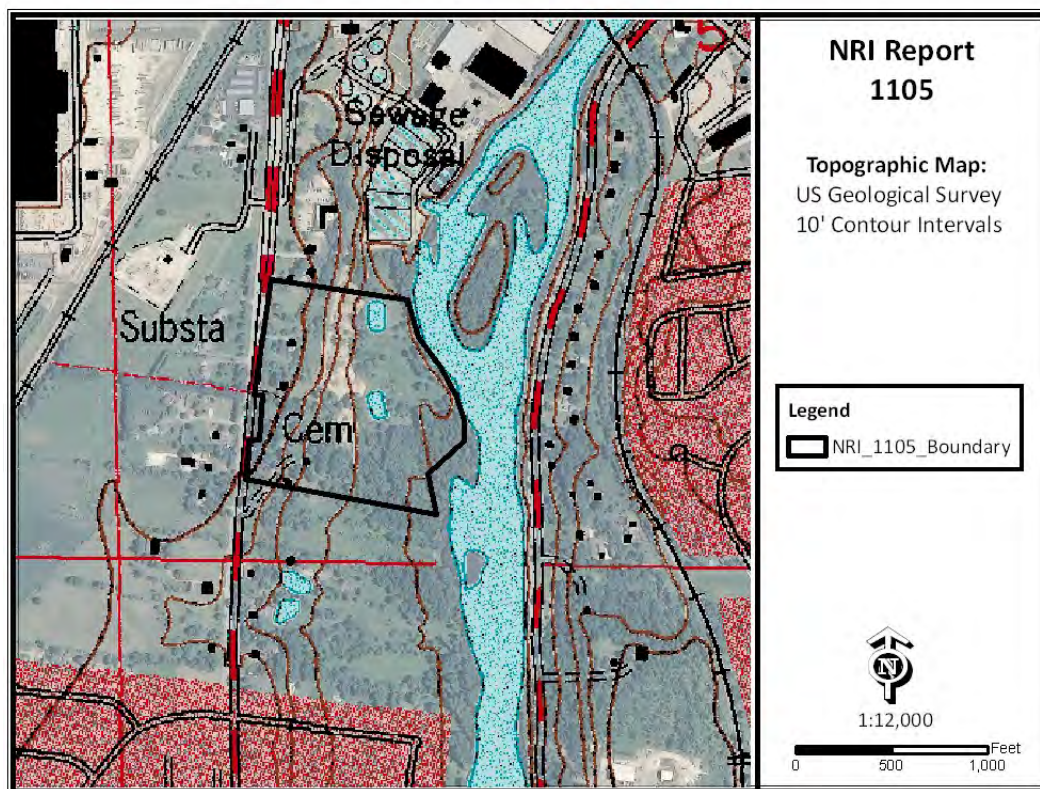 Sewage
Disposal
Substa
Cem
5
NRI Report
1105
Topographic Map:
US Geological Survey
10' Contour Intervals
Legend
NRI_1105_Boundary
N
1:12,000
Feet
0 500 1,000